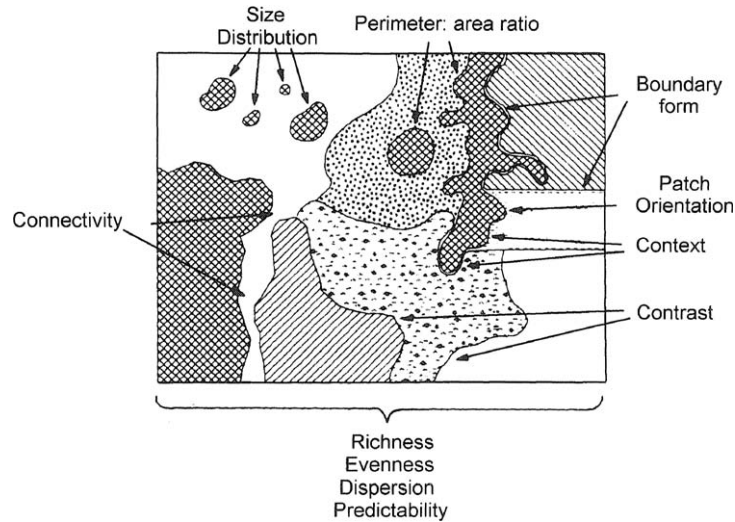 Size
Distribution
Perimeter: area ratio
Boundary
form
Patch
Orientation
Connectivity
Context
Contrast
Richness
Evenness
Dispersion
Predictability